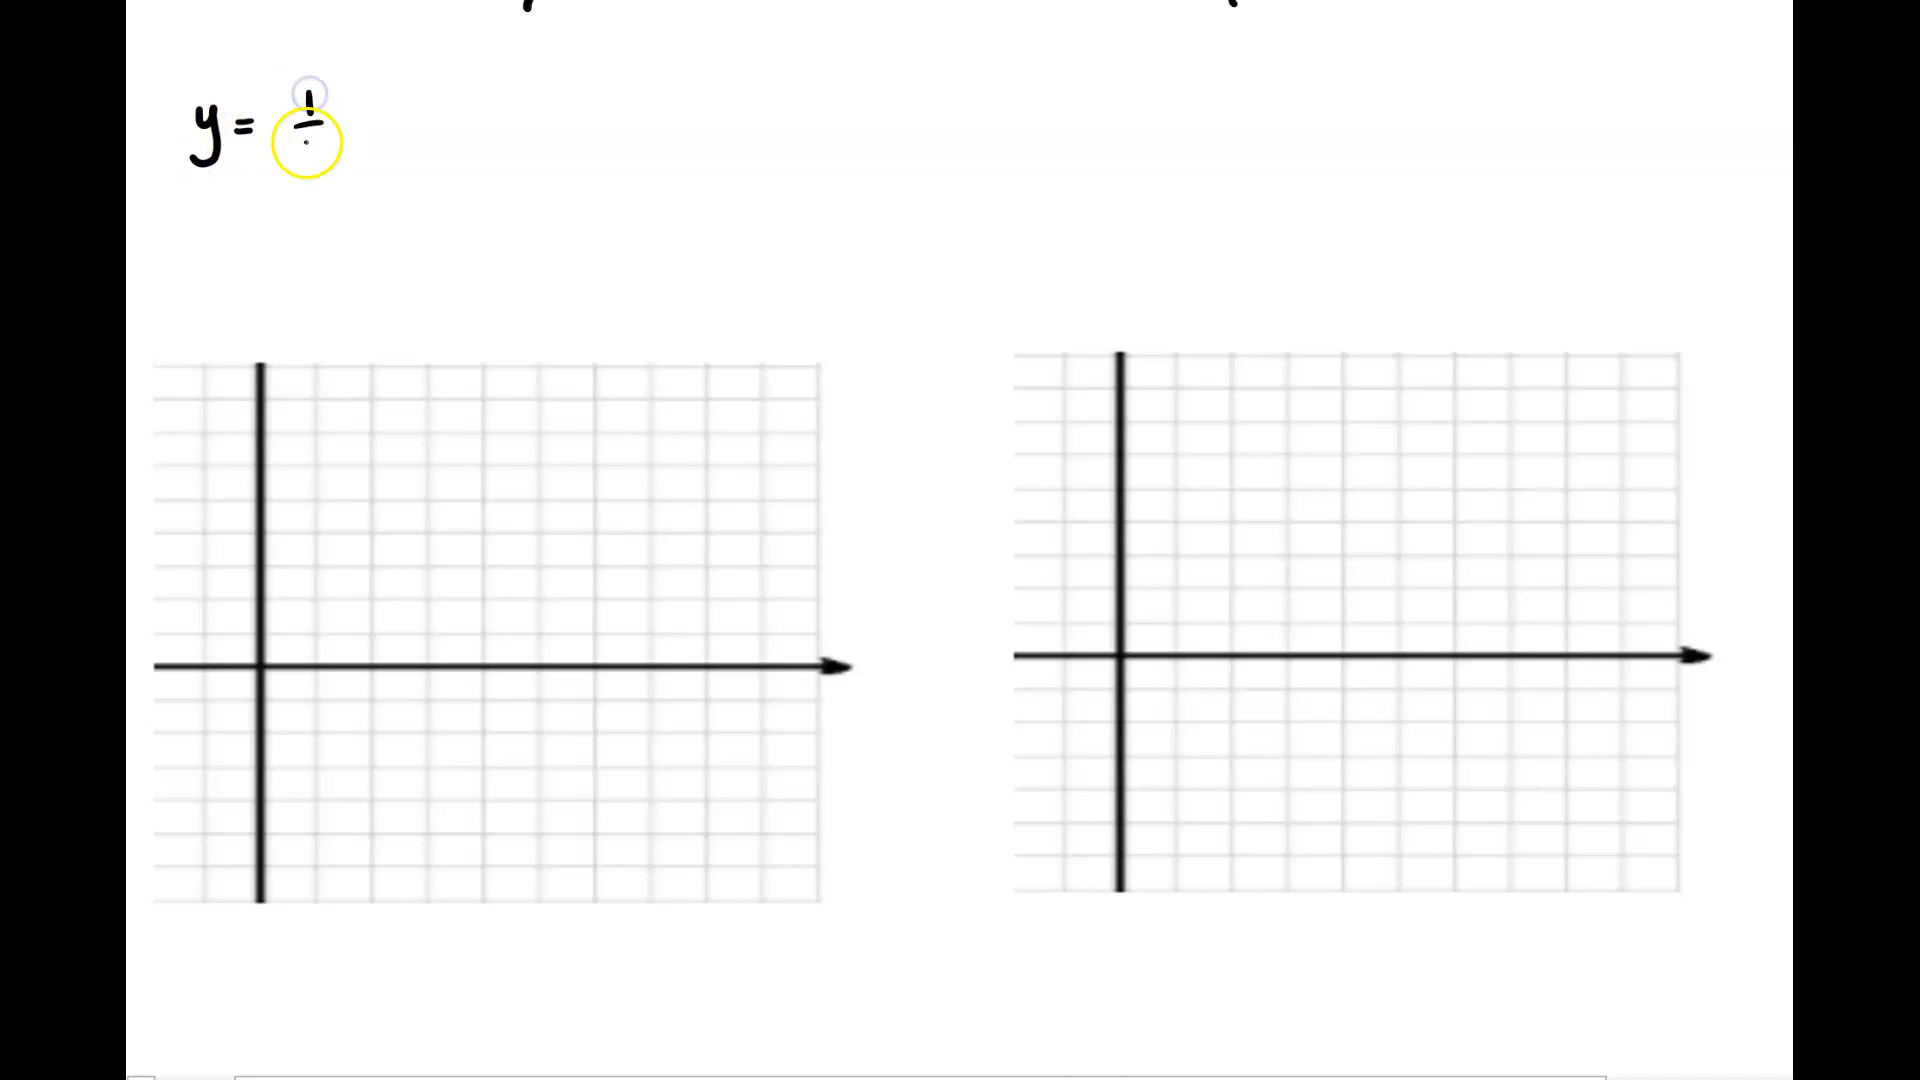 y = 1/